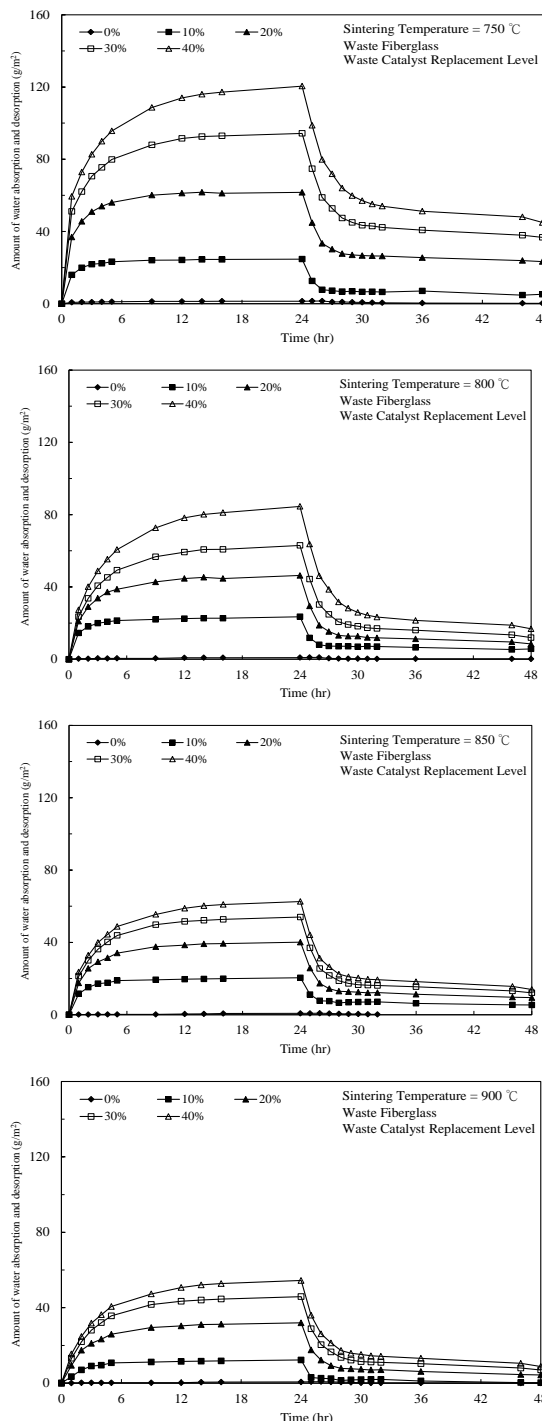 160
120
80
40
0
Amount of water absorption and desorption (g/m²)
0% 10% 20%
30% 40%
Sintering Temperature = 750 ℃
Waste Fiberglass
Waste Catalyst Replacement Level
0 6 12 18 24 30 36 42 48
Time (hr)
160
120
80
40
0
Amount of water absorption and desorption (g/m²)
0% 10% 20%
30% 40%
Sintering Temperature = 800 ℃
Waste Fiberglass
Waste Catalyst Replacement Level
0 6 12 18 24 30 36 42 48
Time (hr)
160
120
80
40
0
Amount of water absorption and desorption (g/m²)
0% 10% 20%
30% 40%
Sintering Temperature = 850 ℃
Waste Fiberglass
Waste Catalyst Replacement Level
0 6 12 18 24 30 36 42 48
Time (hr)
160
120
80
40
0
Amount of water absorption and desorption (g/m²)
0% 10% 20%
30% 40%
Sintering Temperature = 900 ℃
Waste Fiberglass
Waste Catalyst Replacement Level
0 6 12 18 24 30 36 42 48
Time (hr)